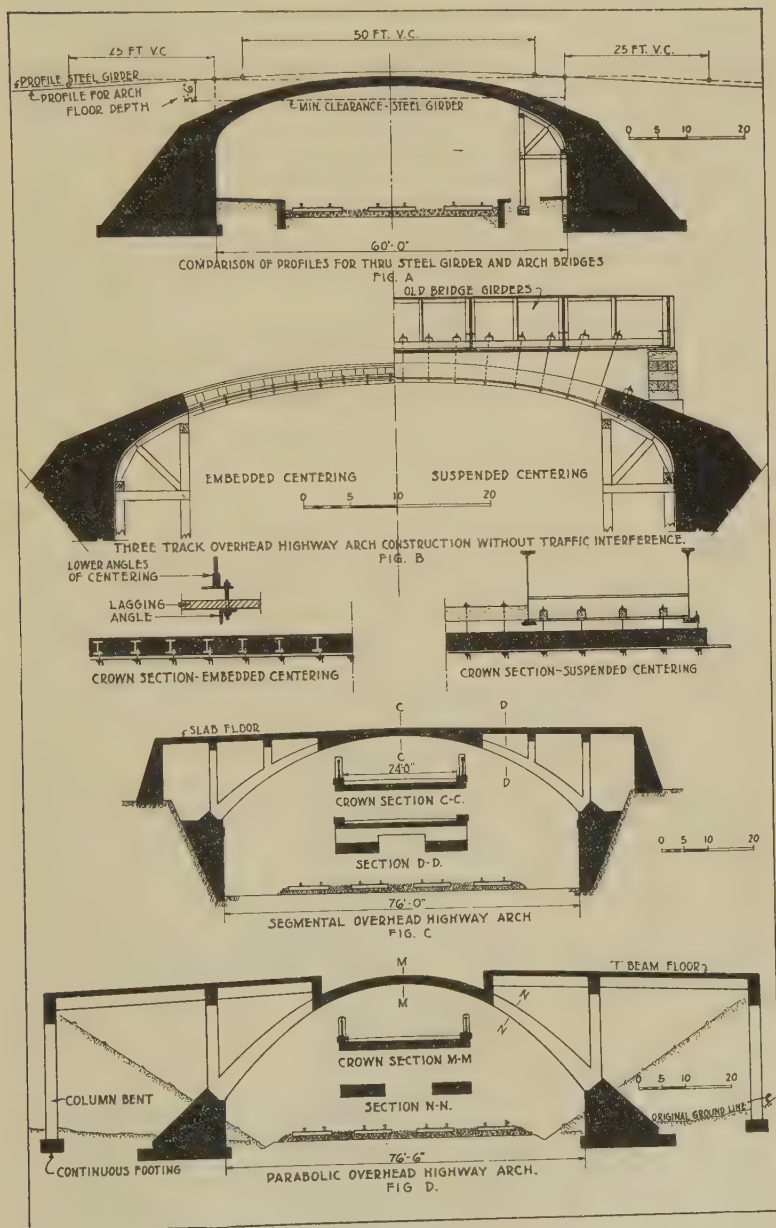 50 FT. V.C.
25 FT. V.C
25 FT. V.C.
PROFILE STEEL GIRDER
PROFILE FOR ARCH
FLOOR DEPTH
2'-6"
MIN. CLEARANCE-STEEL GIRDER
0 5 10 20
60'-0"
COMPARISON OF PROFILES FOR THRU STEEL GIRDER AND ARCH BRIDGES
FIG. A
OLD BRIDGE GIRDERS
EMBEDDED CENTERING
SUSPENDED CENTERING
0 5 10 20
THREE TRACK OVERHEAD HIGHWAY ARCH CONSTRUCTION WITHOUT TRAFFIC INTERFERENCE.
FIG. B
LOWER ANGLES
OF CENTERING
LAGGING
ANGLE
CROWN SECTION-EMBEDDED CENTERING
CROWN SECTION-SUSPENDED CENTERING
C D
SLAB FLOOR
C
D
24'-0"
CROWN SECTION C-C.
SECTION D-D.
0 5 10 20
76'-0"
SEGMENTAL OVERHEAD HIGHWAY ARCH
FIG. C
M
"T" BEAM FLOOR
M
N
N
CROWN SECTION M-M
0 5 10 20
COLUMN BENT
SECTION N-N.
ORIGINAL GROUND LINE
CONTINUOUS FOOTING
76'-6"
PARABOLIC OVERHEAD HIGHWAY ARCH.
FIG D.